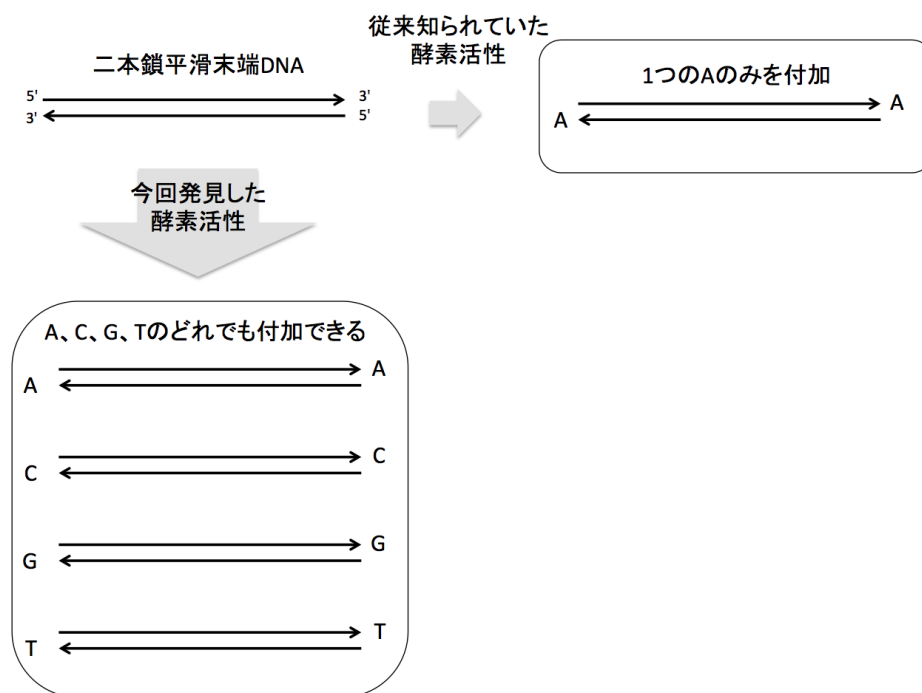 二本鎖平滑末端DNA
5' 3'
3' 5'
従来知られていた
酵素活性
1つのAのみを付加
A
A
今回発見した
酵素活性
A、C、G、Tのどれでも付加できる
A
A
C
C
G
G
T
T